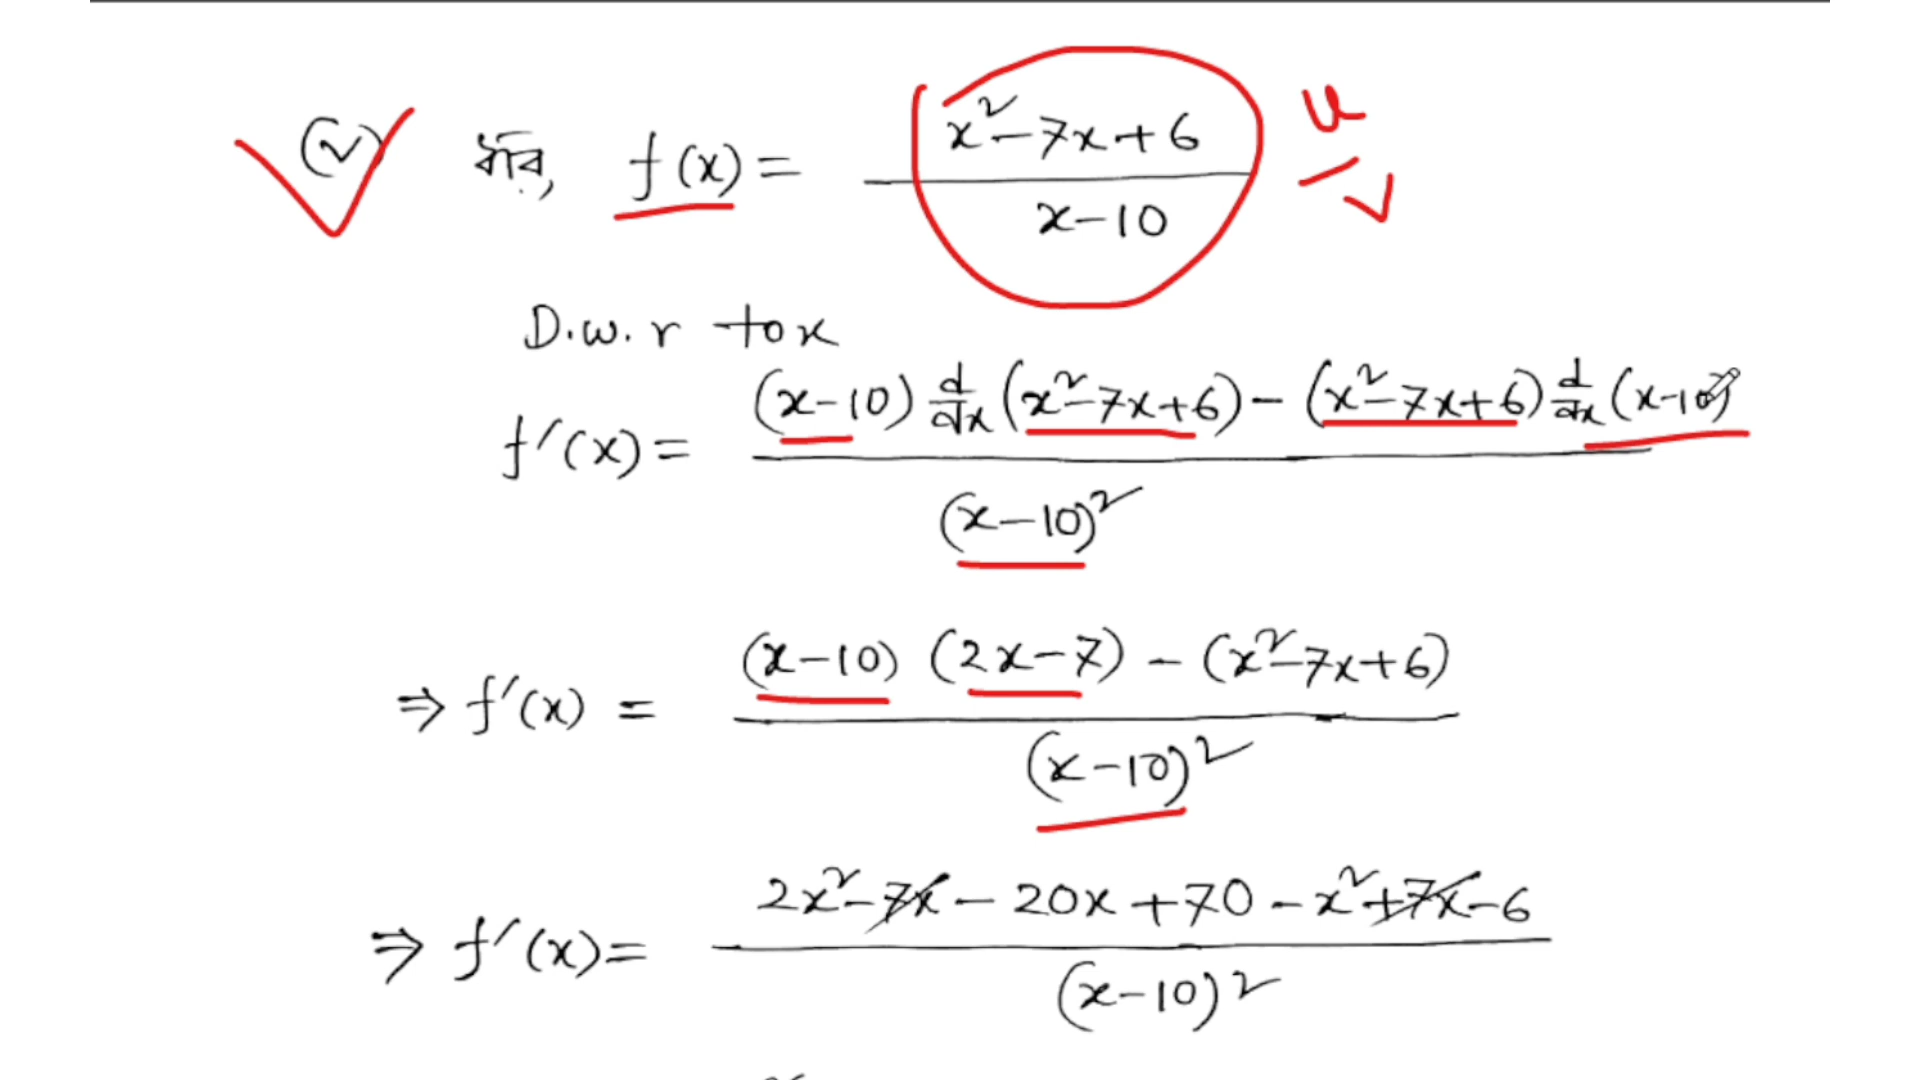 (২) ধরি, f(x) = (x² - 7x + 6) / (x - 10) u / v
D.w.r to x
f′(x) = ((x-10) d/dx (x²-7x+6) - (x²-7x+6) d/dx (x-10)) / (x-10)²
⇒ f′(x) = ((x-10) (2x-7) - (x²-7x+6)) / (x-10)²
⇒ f′(x) = (2x² - 7x - 20x + 70 - x² + 7x - 6) / (x-10)²